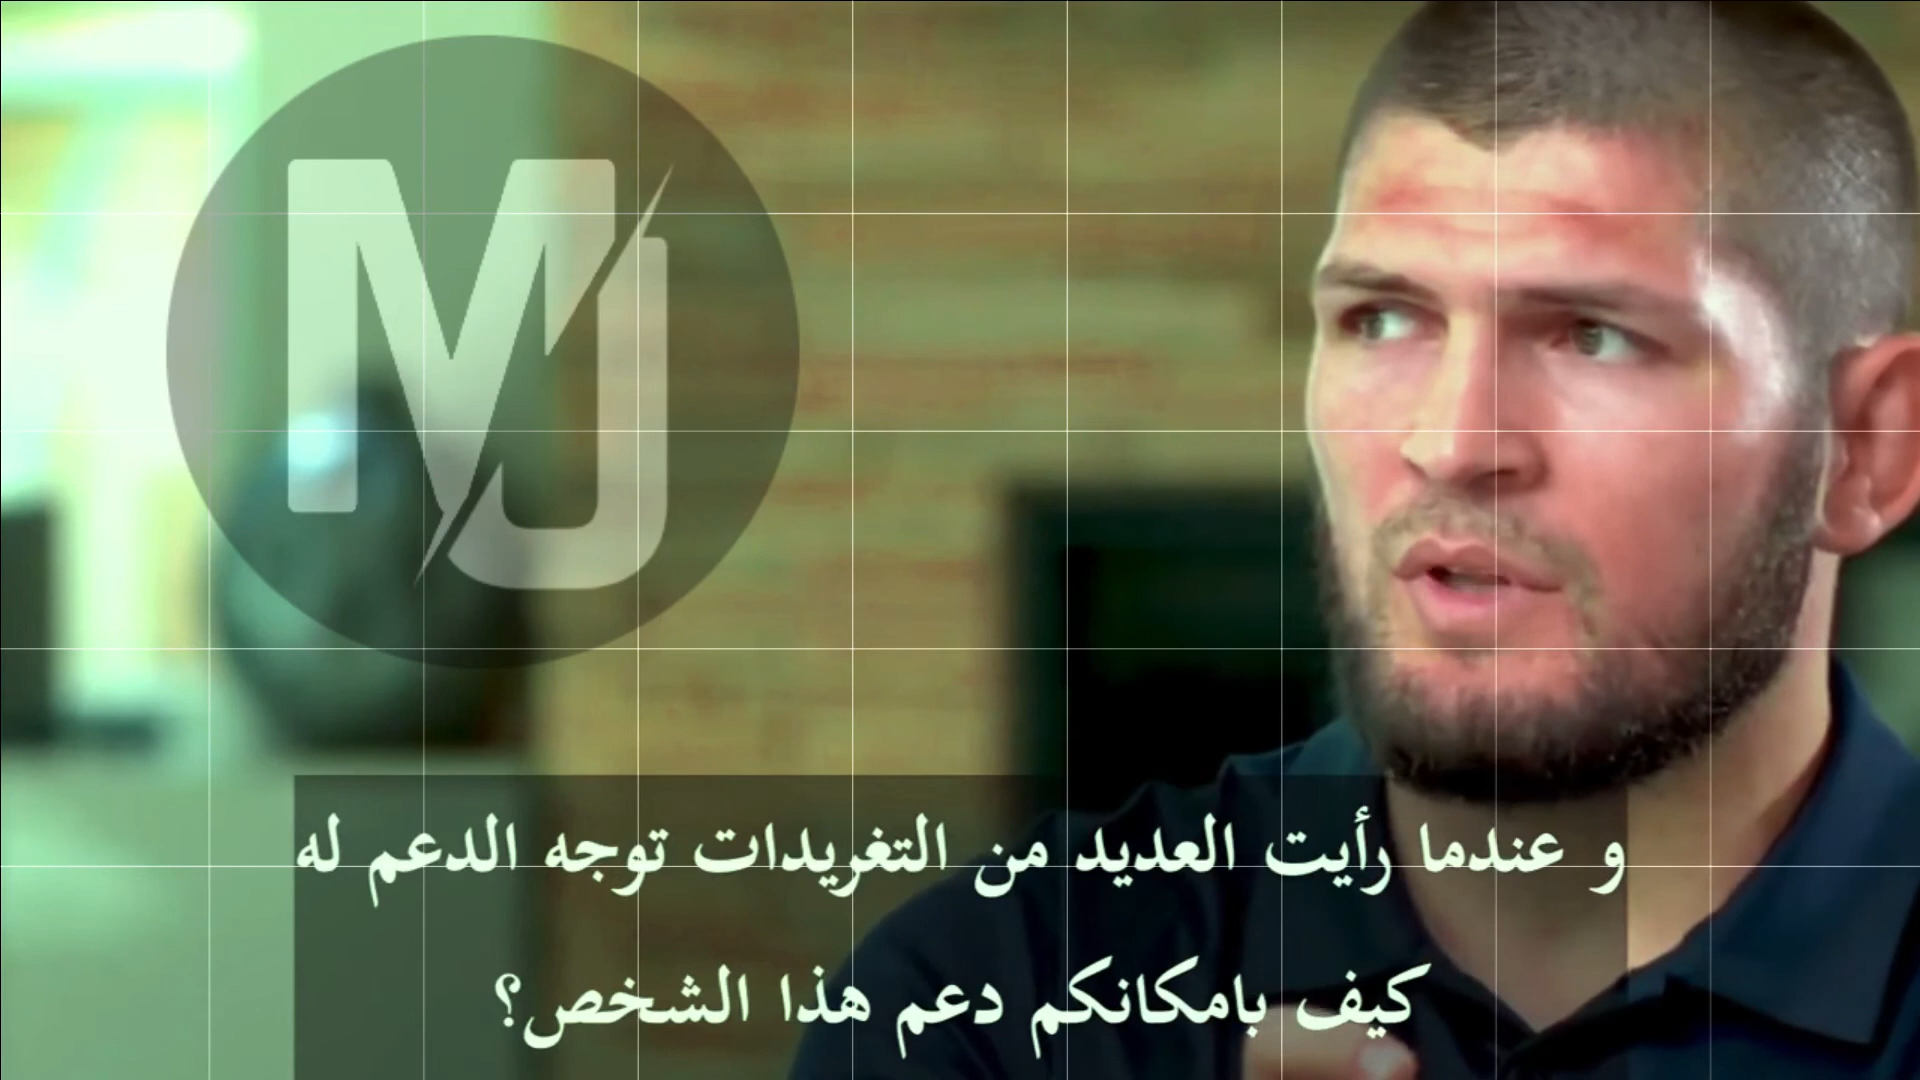 MJ
و عندما رأيت العديد من التغريدات توجه الدعم له
كيف بامكانكم دعم هذا الشخص؟